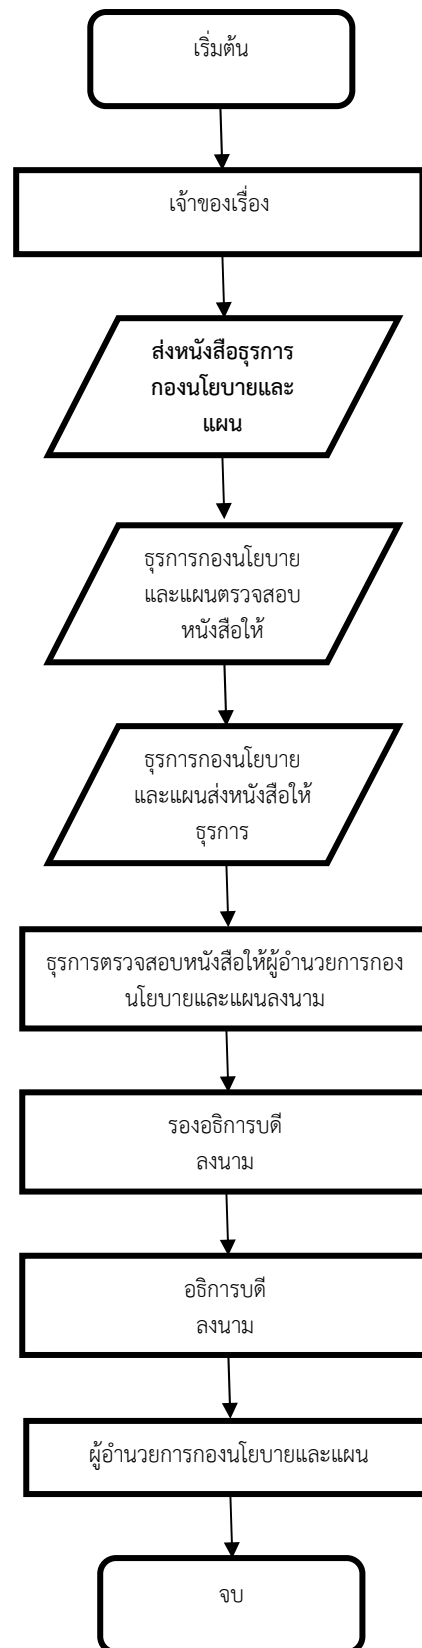 เริ่มต้น
เจ้าของเรื่อง
ส่งหนังสือธุรการ
กองนโยบายและ
แผน
ธุรการกองนโยบาย
และแผนตรวจสอบ
หนังสือให้
ธุรการกองนโยบาย
และแผนส่งหนังสือให้
ธุรการ
ธุรการตรวจสอบหนังสือให้ผู้อำนวยการกอง
นโยบายและแผนลงนาม
รองอธิการบดี
ลงนาม
อธิการบดี
ลงนาม
ผู้อำนวยการกองนโยบายและแผน
จบ